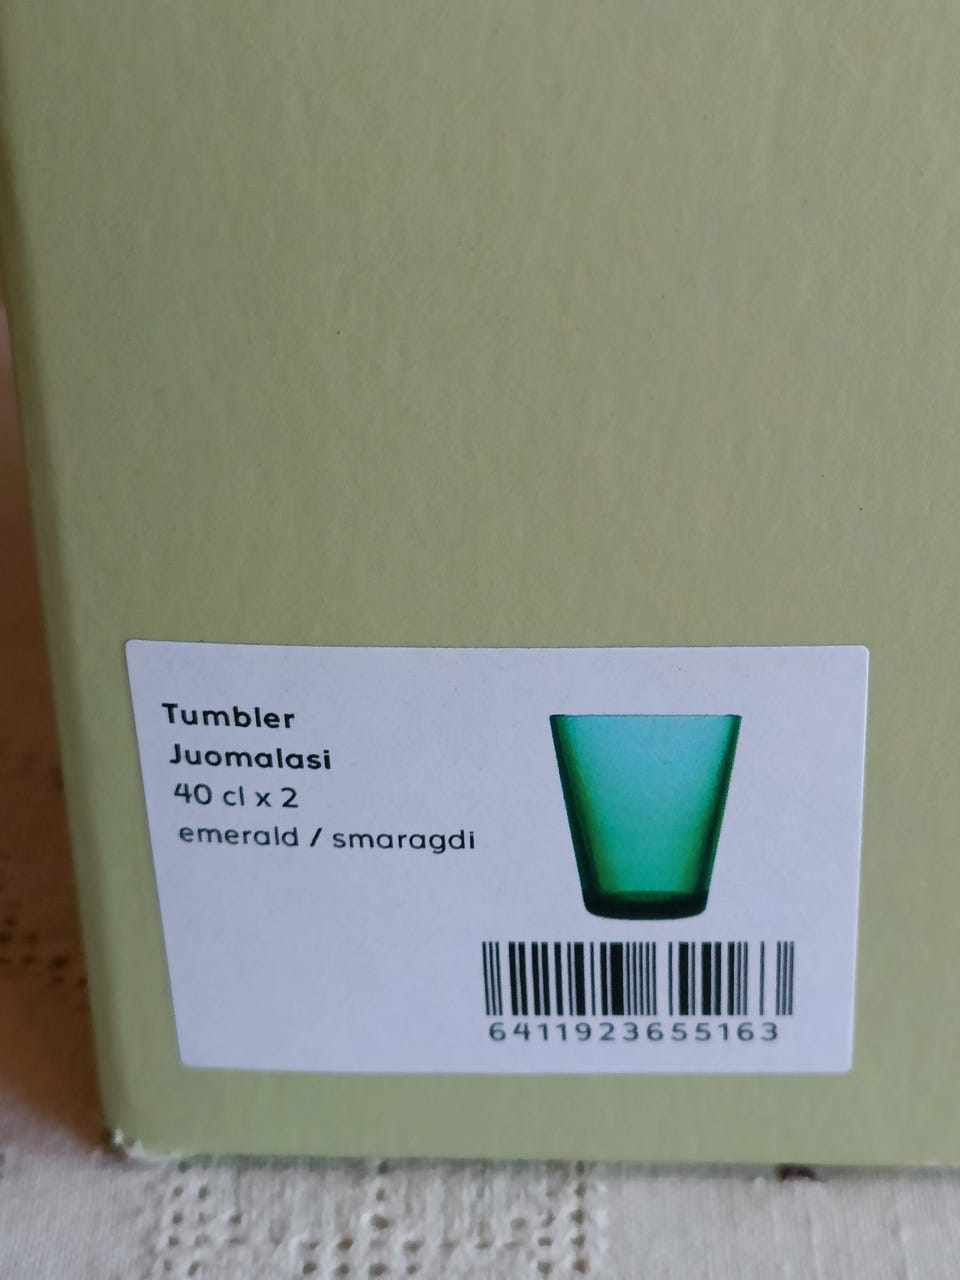 Tumbler
Juomalasi
40 cl x 2
emerald / smaragdi
6411923655163